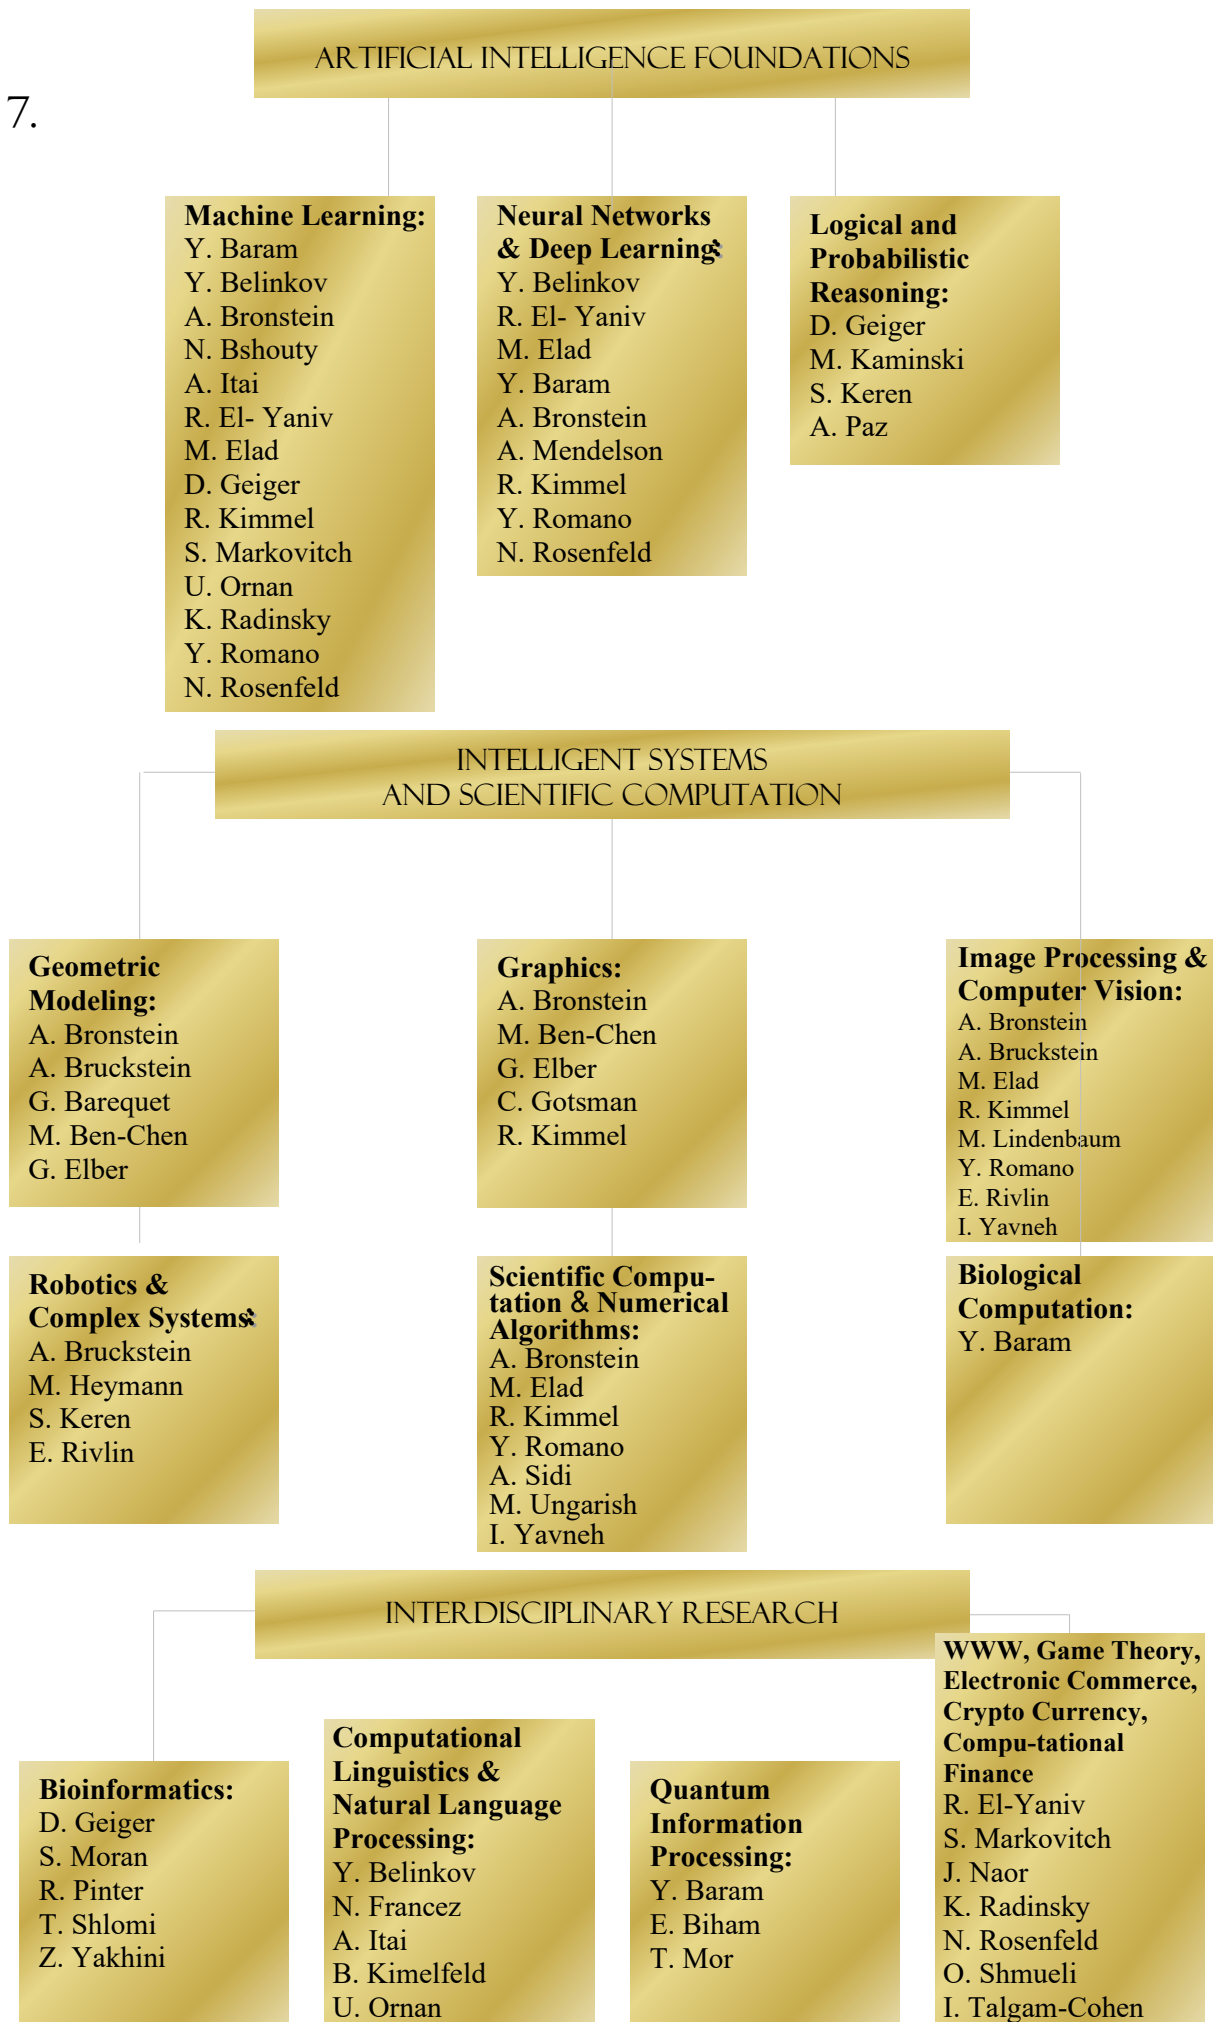 ARTIFICIAL INTELLIGENCE FOUNDATIONS
7.
Machine Learning:
Y. Baram
Y. Belinkov
A. Bronstein
N. Bshouty
A. Itai
R. El- Yaniv
M. Elad
D. Geiger
R. Kimmel
S. Markovitch
U. Ornan
K. Radinsky
Y. Romano
N. Rosenfeld
Neural Networks
& Deep Learning:
Y. Belinkov
R. El- Yaniv
M. Elad
Y. Baram
A. Bronstein
A. Mendelson
R. Kimmel
Y. Romano
N. Rosenfeld
Logical and
Probabilistic
Reasoning:
D. Geiger
M. Kaminski
S. Keren
A. Paz
INTELLIGENT SYSTEMS
AND SCIENTIFIC COMPUTATION
Geometric
Modeling:
A. Bronstein
A. Bruckstein
G. Barequet
M. Ben-Chen
G. Elber
Graphics:
A. Bronstein
M. Ben-Chen
G. Elber
C. Gotsman
R. Kimmel
Image Processing &
Computer Vision:
A. Bronstein
A. Bruckstein
M. Elad
R. Kimmel
M. Lindenbaum
Y. Romano
E. Rivlin
I. Yavneh
Robotics &
Complex Systems:
A. Bruckstein
M. Heymann
S. Keren
E. Rivlin
Scientific Compu-
tation & Numerical
Algorithms:
A. Bronstein
M. Elad
R. Kimmel
Y. Romano
A. Sidi
M. Ungarish
I. Yavneh
Biological
Computation:
Y. Baram
INTERDISCIPLINARY RESEARCH
Bioinformatics:
D. Geiger
S. Moran
R. Pinter
T. Shlomi
Z. Yakhini
Computational
Linguistics &
Natural Language
Processing:
Y. Belinkov
N. Francez
A. Itai
B. Kimelfeld
U. Ornan
Quantum
Information
Processing:
Y. Baram
E. Biham
T. Mor
WWW, Game Theory,
Electronic Commerce,
Crypto Currency,
Compu-tational
Finance
R. El-Yaniv
S. Markovitch
J. Naor
K. Radinsky
N. Rosenfeld
O. Shmueli
I. Talgam-Cohen